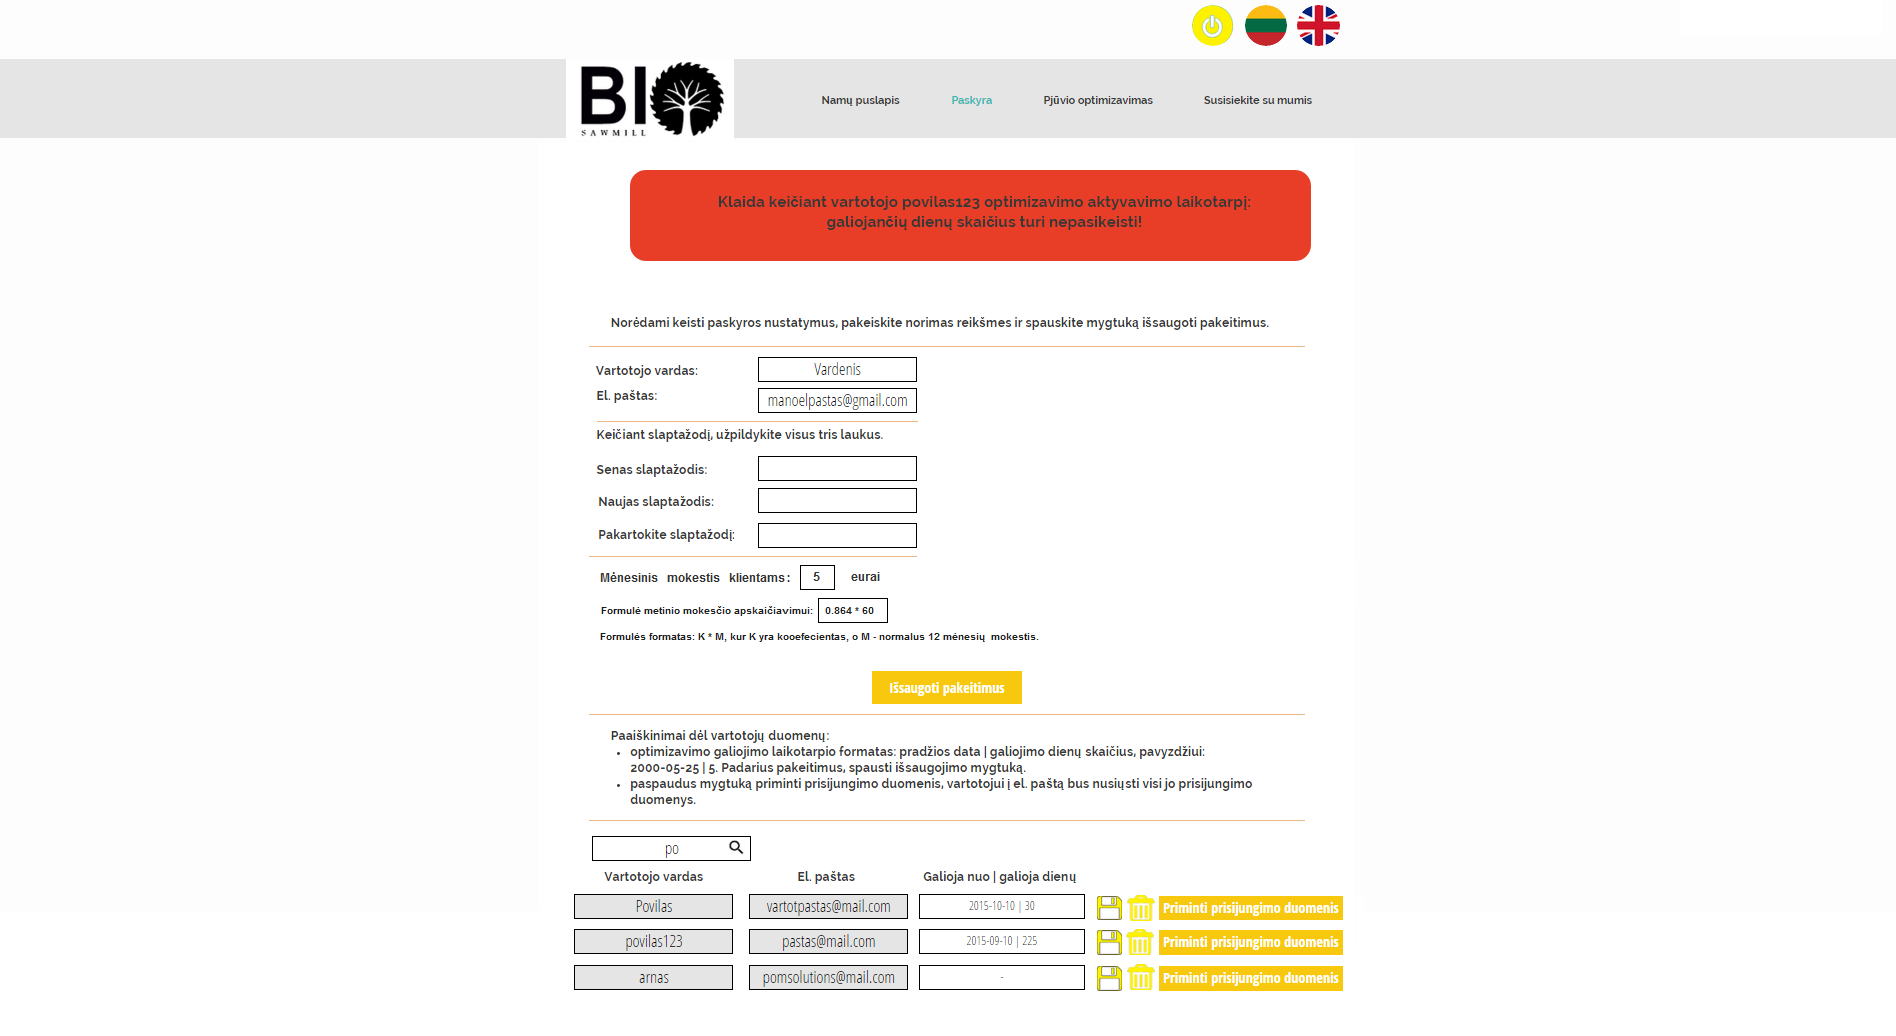 BIO
SAWMILL
Namų puslapis
Paskyra
Pjūvio optimizavimas
Susisiekite su mumis
Klaida keičiant vartotojo povilas123 optimizavimo aktyvavimo laikotarpį:
galiojančių dienų skaičius turi nepasikeisti!
Norėdami keisti paskyros nustatymus, pakeiskite norimas reikšmes ir spauskite mygtuką išsaugoti pakeitimus.
Vartotojo vardas: Vardenis
El. paštas: manoelpastas@gmail.com
Keičiant slaptažodį, užpildykite visus tris laukus.
Senas slaptažodis:
Naujas slaptažodis:
Pakartokite slaptažodį:
Mėnesinis mokestis klientams: 5 eurai
Formulė metinio mokesčio apskaičiavimui: 0.864 * 60
Formulės formatas: K * M, kur K yra kooefecientas, o M - normalus 12 mėnesių mokestis.
Išsaugoti pakeitimus
Paaiškinimai dėl vartotojų duomenų:
• optimizavimo galiojimo laikotarpio formatas: pradžios data | galiojimo dienų skaičius, pavyzdžiui:
2000-05-25 | 5. Padarius pakeitimus, spausti išsaugojimo mygtuką.
• paspaudus mygtuką priminti prisijungimo duomenis, vartotojui į el. paštą bus nusiųsti visi jo prisijungimo
duomenys.
po
Vartotojo vardas El. paštas Galioja nuo | galioja dienų
Povilas vartotpastas@mail.com 2015-10-10 | 30 Priminti prisijungimo duomenis
povilas123 pastas@mail.com 2015-09-10 | 225 Priminti prisijungimo duomenis
arnas pomsolutions@mail.com - Priminti prisijungimo duomenis